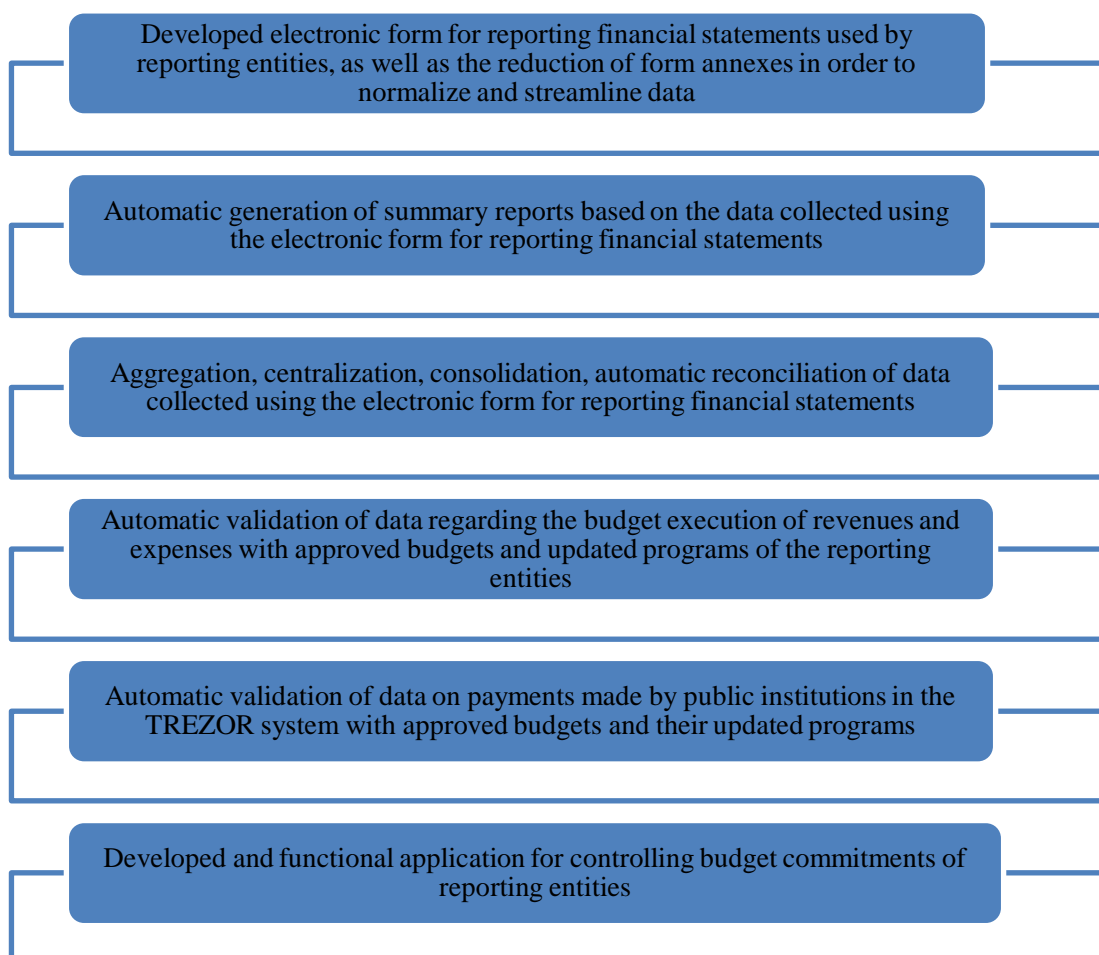 Developed electronic form for reporting financial statements used by
reporting entities, as well as the reduction of form annexes in order to
normalize and streamline data
Automatic generation of summary reports based on the data collected using
the electronic form for reporting financial statements
Aggregation, centralization, consolidation, automatic reconciliation of data
collected using the electronic form for reporting financial statements
Automatic validation of data regarding the budget execution of revenues and
expenses with approved budgets and updated programs of the reporting
entities
Automatic validation of data on payments made by public institutions in the
TREZOR system with approved budgets and their updated programs
Developed and functional application for controlling budget commitments of
reporting entities